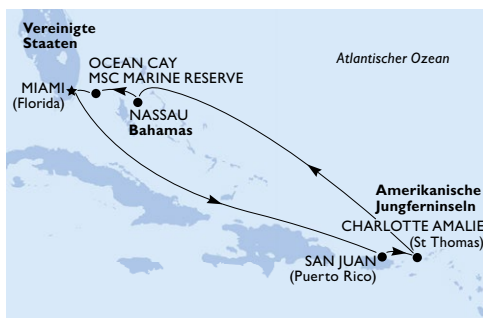 Vereinigte
Staaten
OCEAN CAY
MSC MARINE RESERVE
Atlantischer Ozean
MIAMI
(Florida)
NASSAU
Bahamas
Amerikanische
Jungferninseln
CHARLOTTE AMALIE
(St Thomas)
SAN JUAN
(Puerto Rico)